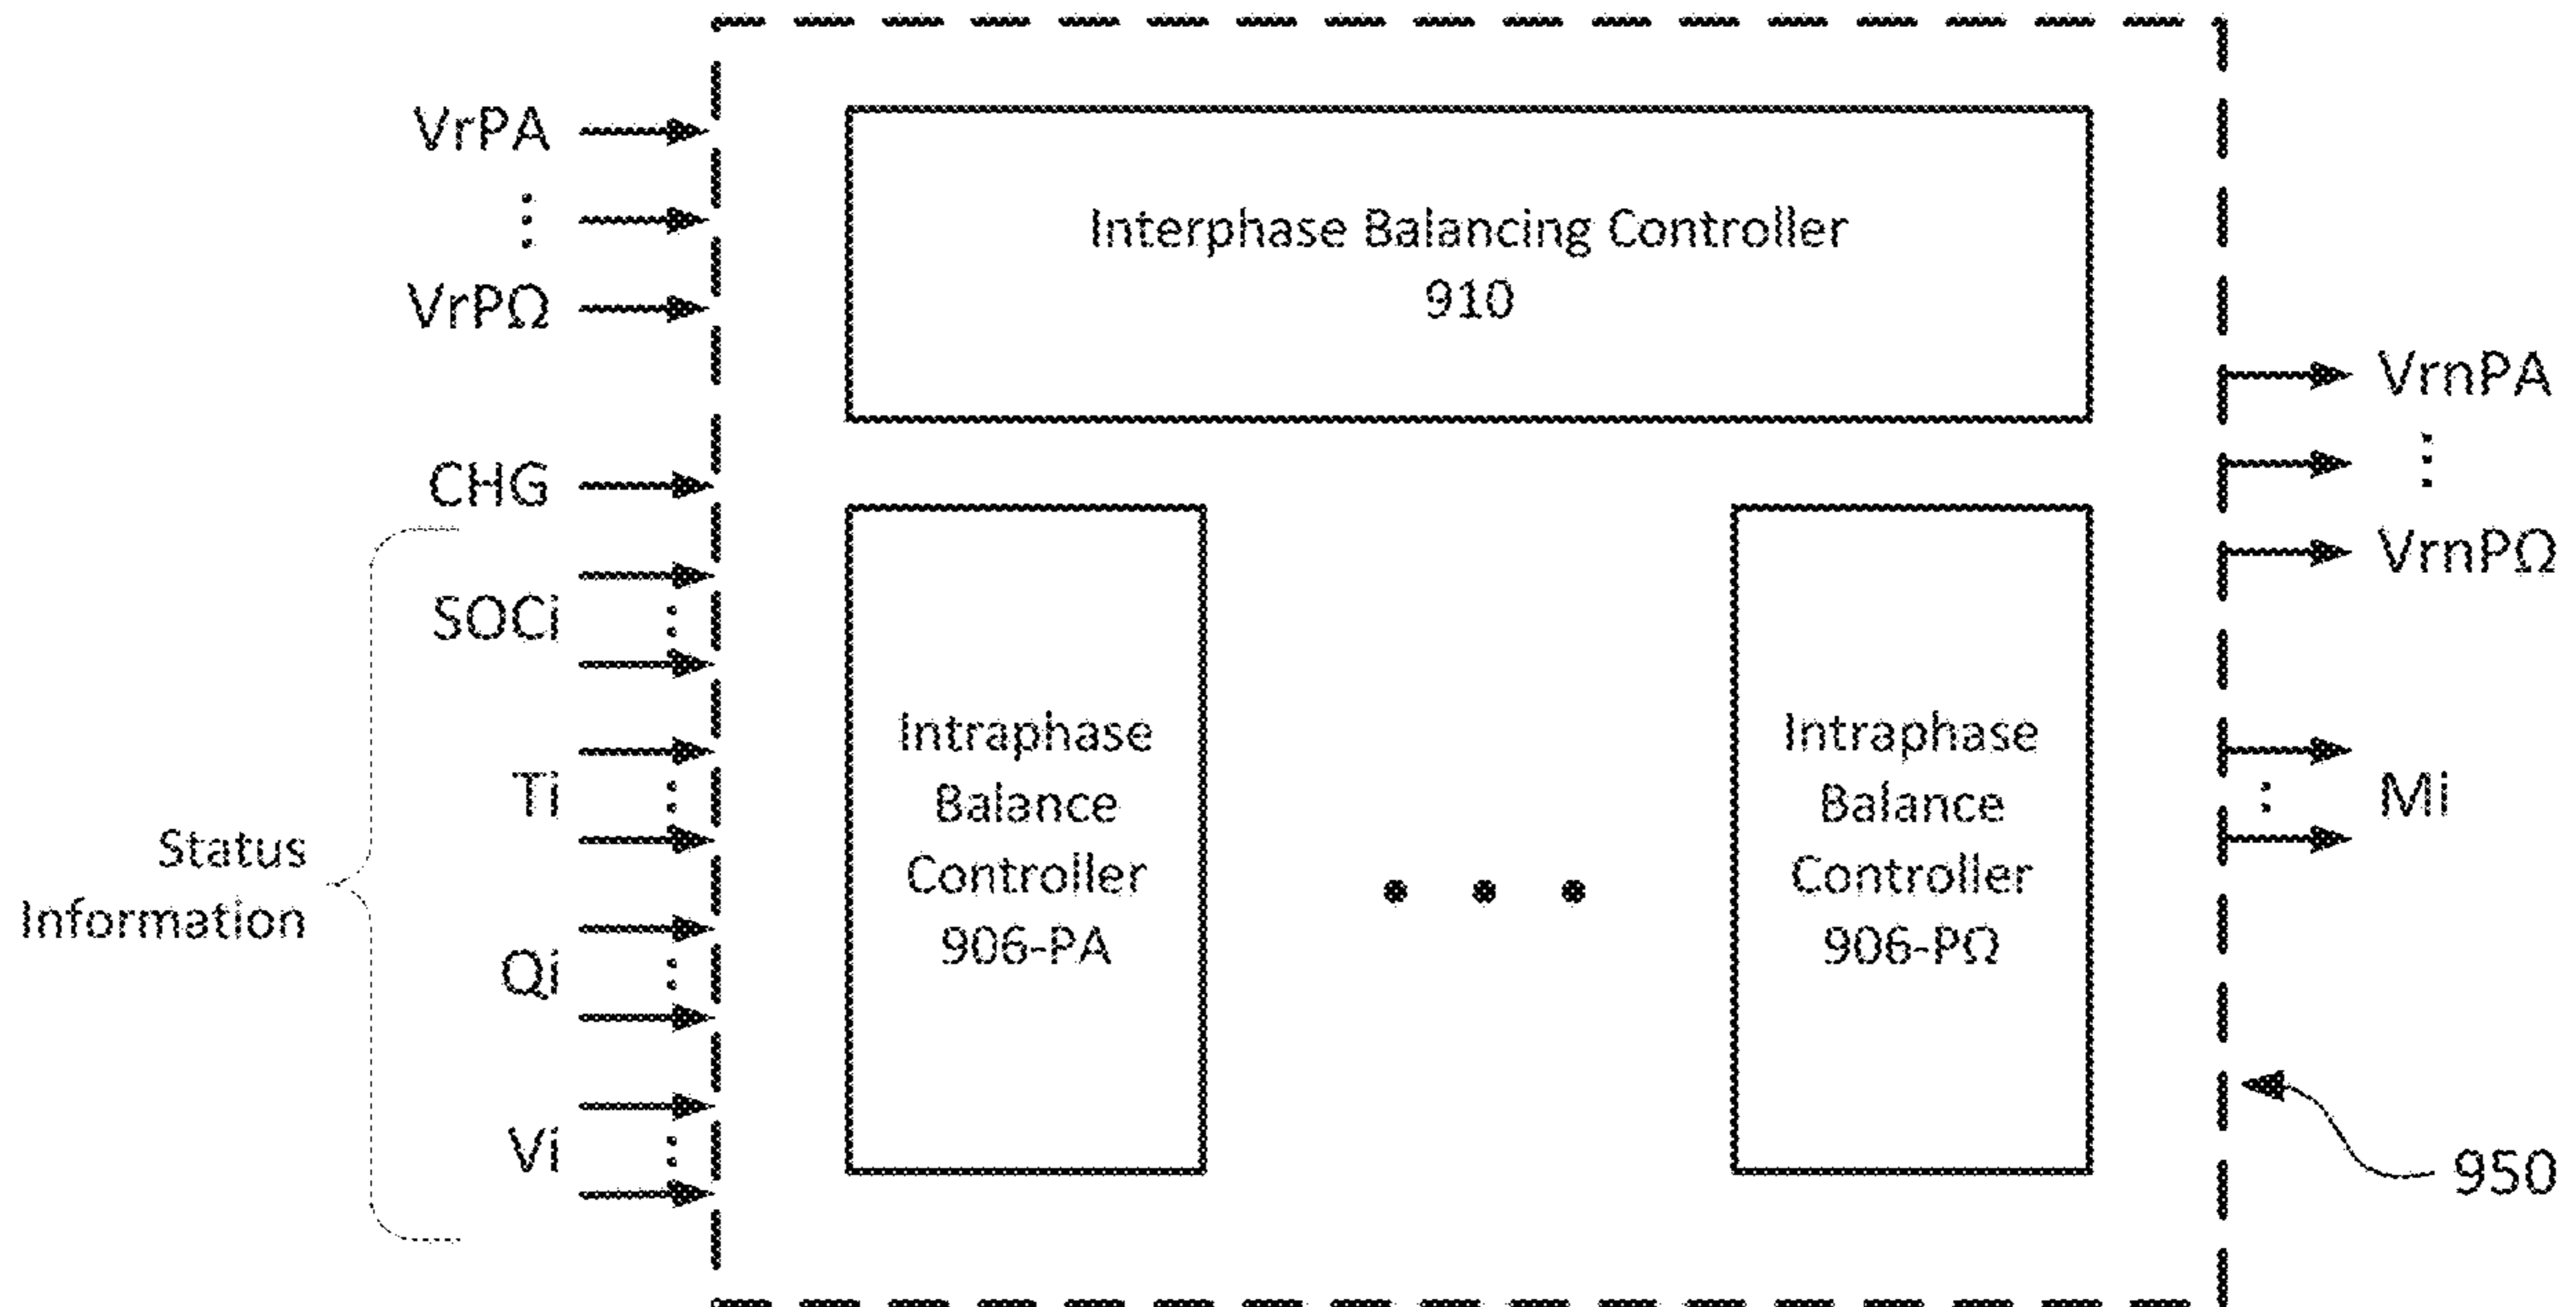 VrPA
VrPΩ
CHG
SOCi
Ti
Qi
Vi
Status
Information
Interphase Balancing Controller
910
Intraphase
Balance
Controller
906-PA
Intraphase
Balance
Controller
906-PΩ
VrnPA
VrnPΩ
Mi
950